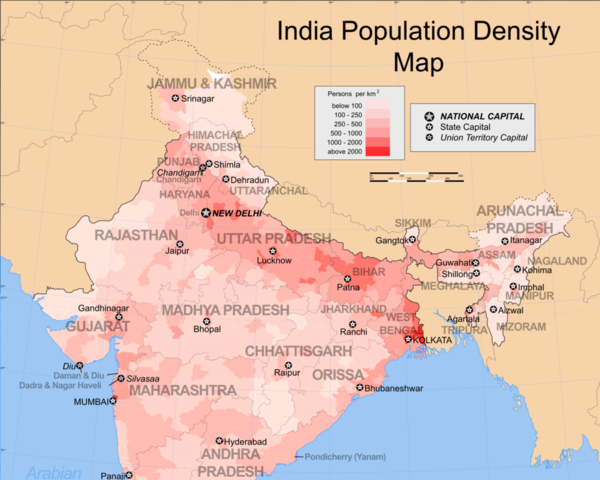 India Population Density
Map
Persons per km²
below 100
100 - 250
250 - 500
500 - 1000
1000 - 2000
above 2000
NATIONAL CAPITAL
State Capital
Union Territory Capital
JAMMU & KASHMIR
Srinagar
HIMACHAL
PRADESH
PUNJAB
Shimla
Chandigarh
Chandigarh
Dehradun
HARYANA
UTTARANCHAL
Delhi
NEW DELHI
ARUNACHAL
PRADESH
SIKKIM
RAJASTHAN
UTTAR PRADESH
Gangtok
Itanagar
Jaipur
Lucknow
ASSAM
NAGALAND
Guwahati
BIHAR
Shillong
Kohima
Patna
MEGHALAYA
Imphal
MANIPUR
Gandhinagar
MADHYA PRADESH
JHARKHAND
WEST
BENGAL
Agartala
Aizwal
GUJARAT
Bhopal
Ranchi
TRIPURA
MIZORAM
KOLKATA
CHHATTISGARH
Diu
Daman & Diu
Silvasaa
Raipur
ORISSA
Dadra & Nagar Haveli
MAHARASHTRA
Bhubaneshwar
MUMBAI
Hyderabad
ANDHRA
PRADESH
Pondicherry (Yanam)
Arabian
Panaji